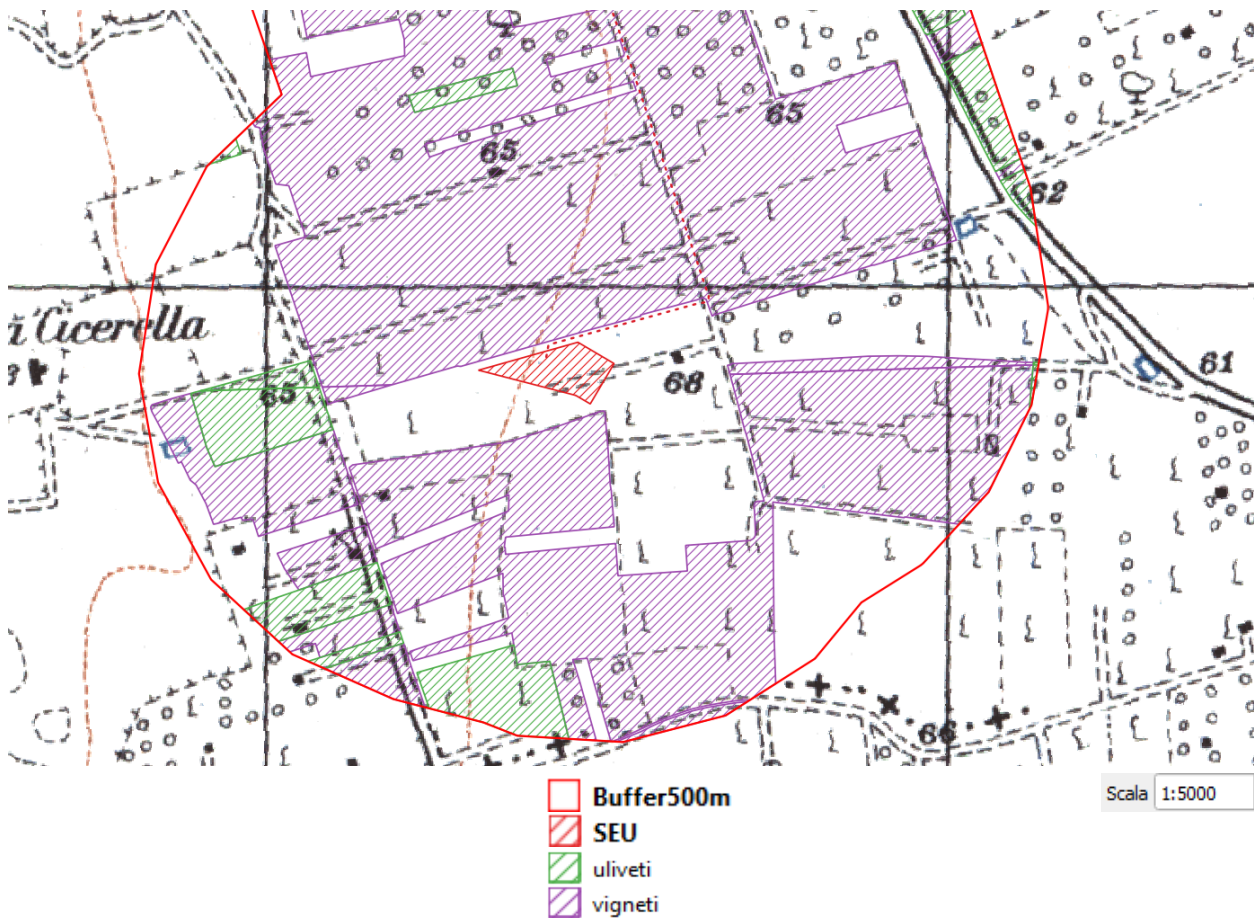 65
65
62
i Cicerella
61
68
65
66
Buffer500m
SEU
uliveti
vigneti
Scala 1:5000